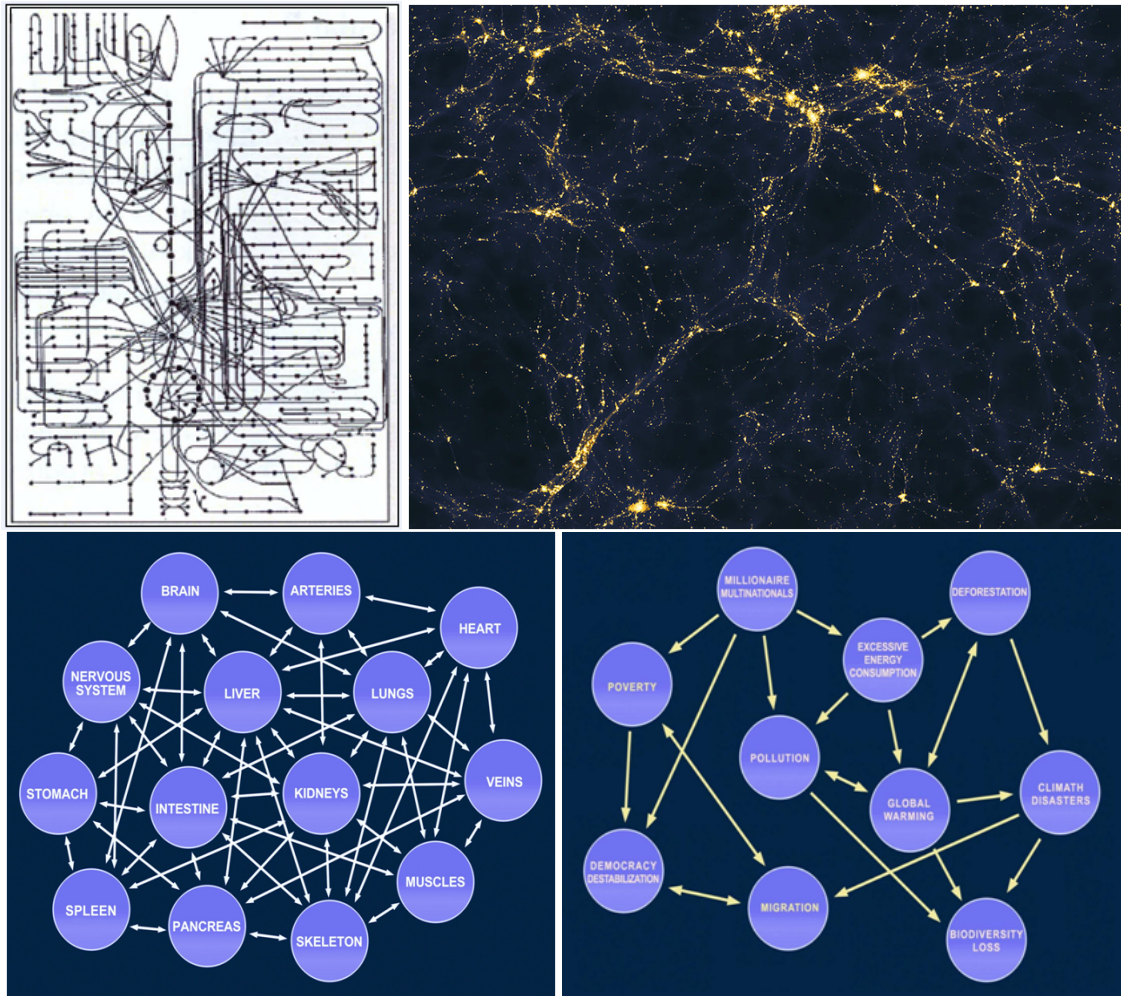 BRAIN
ARTERIES
HEART
NERVOUS
SYSTEM
LIVER
LUNGS
STOMACH
INTESTINE
KIDNEYS
VEINS
SPLEEN
PANCREAS
SKELETON
MUSCLES
MILLIONAIRE
MULTINATIONALS
DEFORESTATION
EXCESSIVE
ENERGY
CONSUMPTION
POVERTY
POLLUTION
GLOBAL
WARMING
CLIMATH
DISASTERS
DEMOCRACY
DESTABILIZATION
MIGRATION
BIODIVERSITY
LOSS